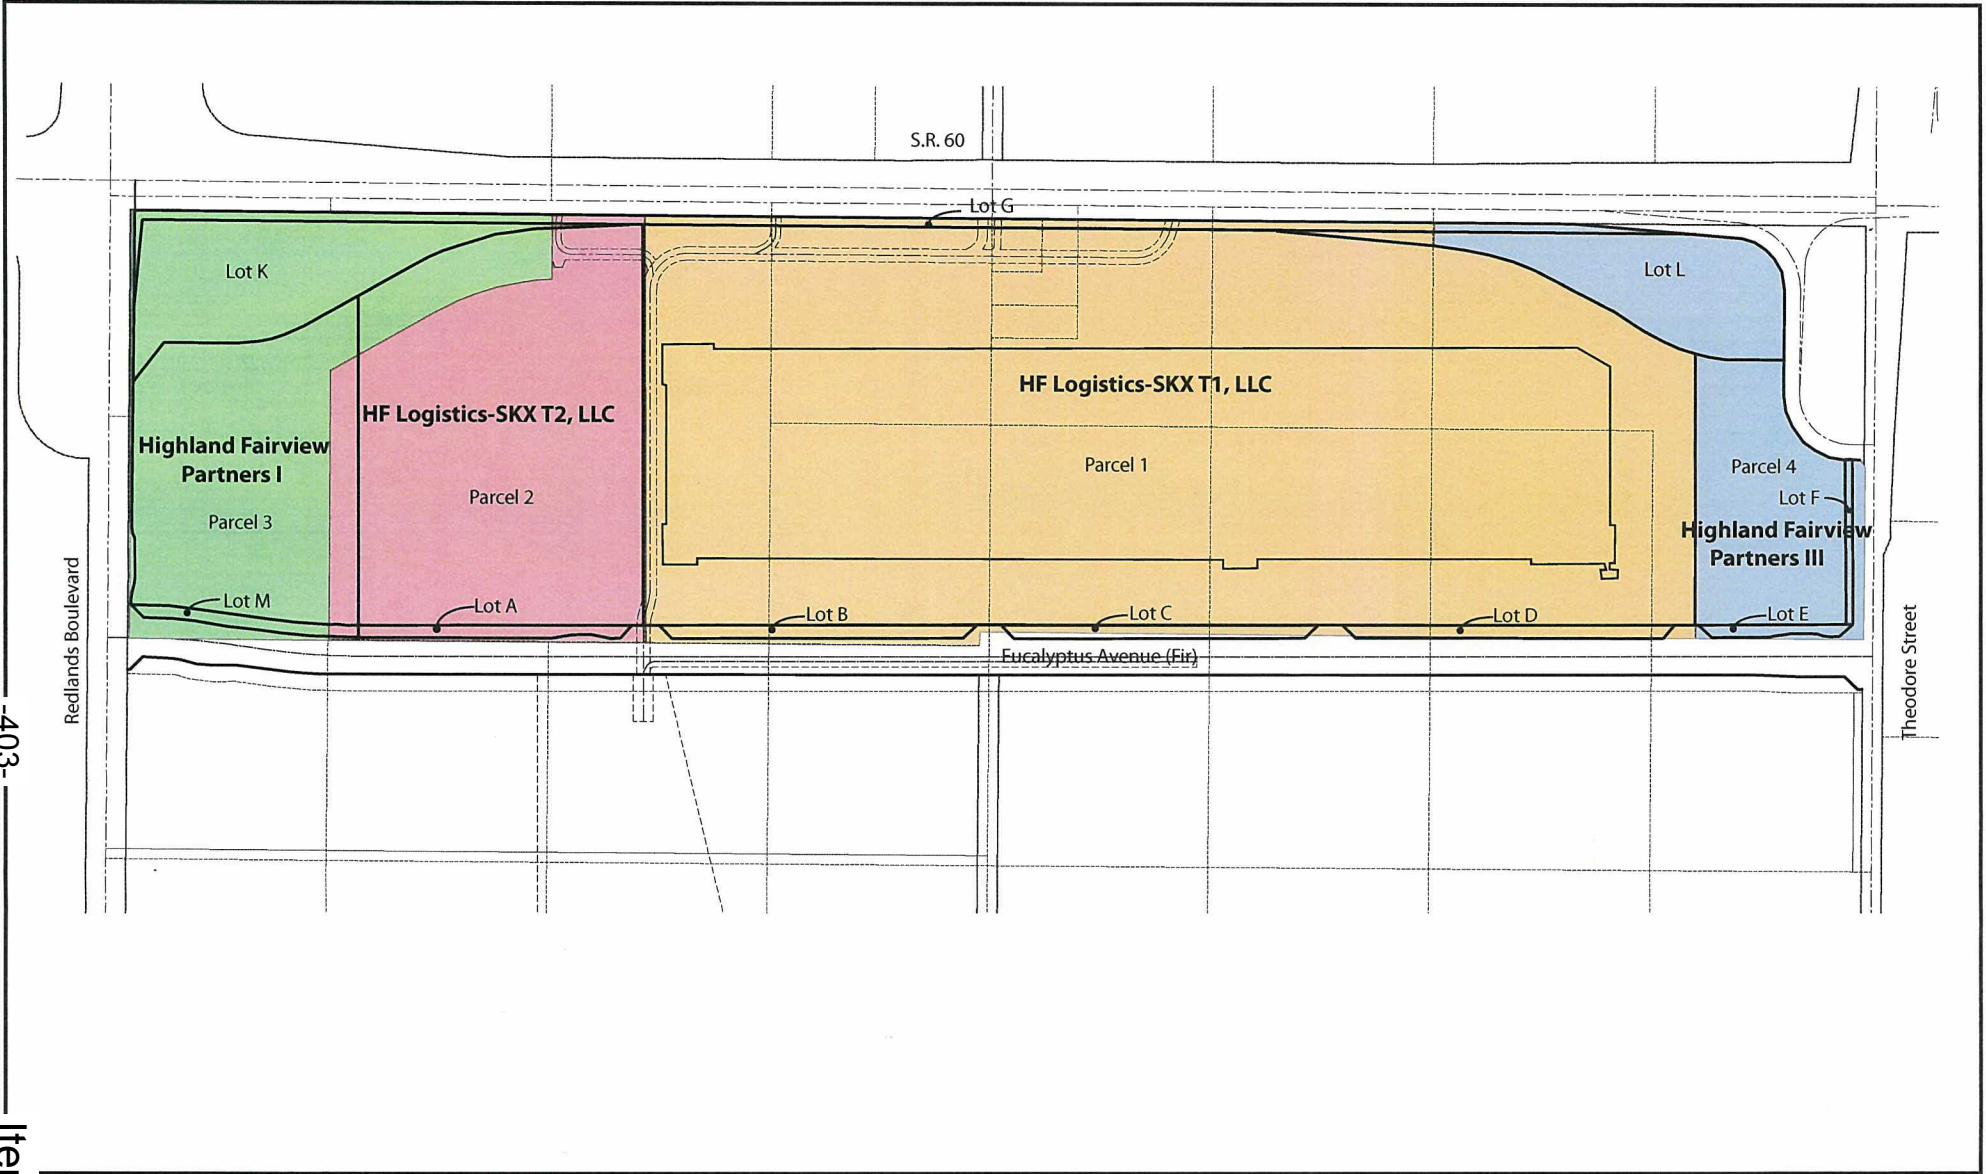 S.R. 60
Lot G
Lot K
Lot L
HF Logistics-SKX T1, LLC
HF Logistics-SKX T2, LLC
Highland Fairview
Partners I
Parcel 1
Parcel 4
Parcel 2
Lot F
Parcel 3
Highland Fairview
Partners III
Lot M
Lot A
Lot B
Lot C
Lot D
Lot E
Eucalyptus Avenue (Fir)
Redlands Boulevard
Theodore Street
-403-